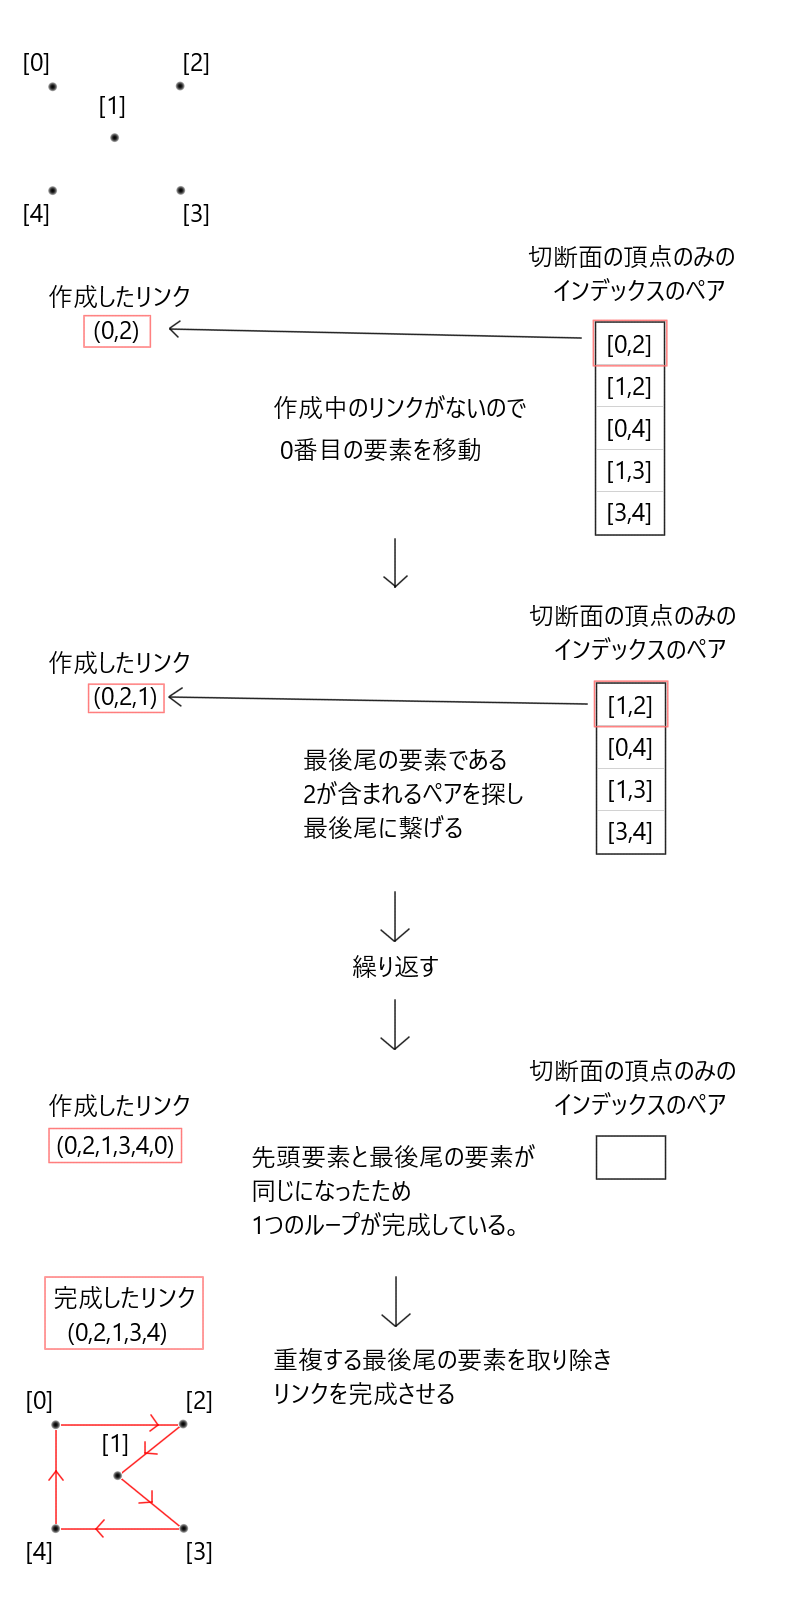 [0]
[2]
[1]
[4]
[3]
切断面の頂点のみの
インデックスのペア
作成したリンク
(0,2)
[0,2]
[1,2]
[0,4]
[1,3]
[3,4]
作成中のリンクがないので
0番目の要素を移動
切断面の頂点のみの
インデックスのペア
作成したリンク
(0,2,1)
[1,2]
[0,4]
[1,3]
[3,4]
最後尾の要素である
2が含まれるペアを探し
最後尾に繋げる
繰り返す
切断面の頂点のみの
インデックスのペア
作成したリンク
(0,2,1,3,4,0)
先頭要素と最後尾の要素が
同じになったため
1つのループが完成している。
完成したリンク
(0,2,1,3,4)
重複する最後尾の要素を取り除き
リンクを完成させる
[0]
[2]
[1]
[4]
[3]